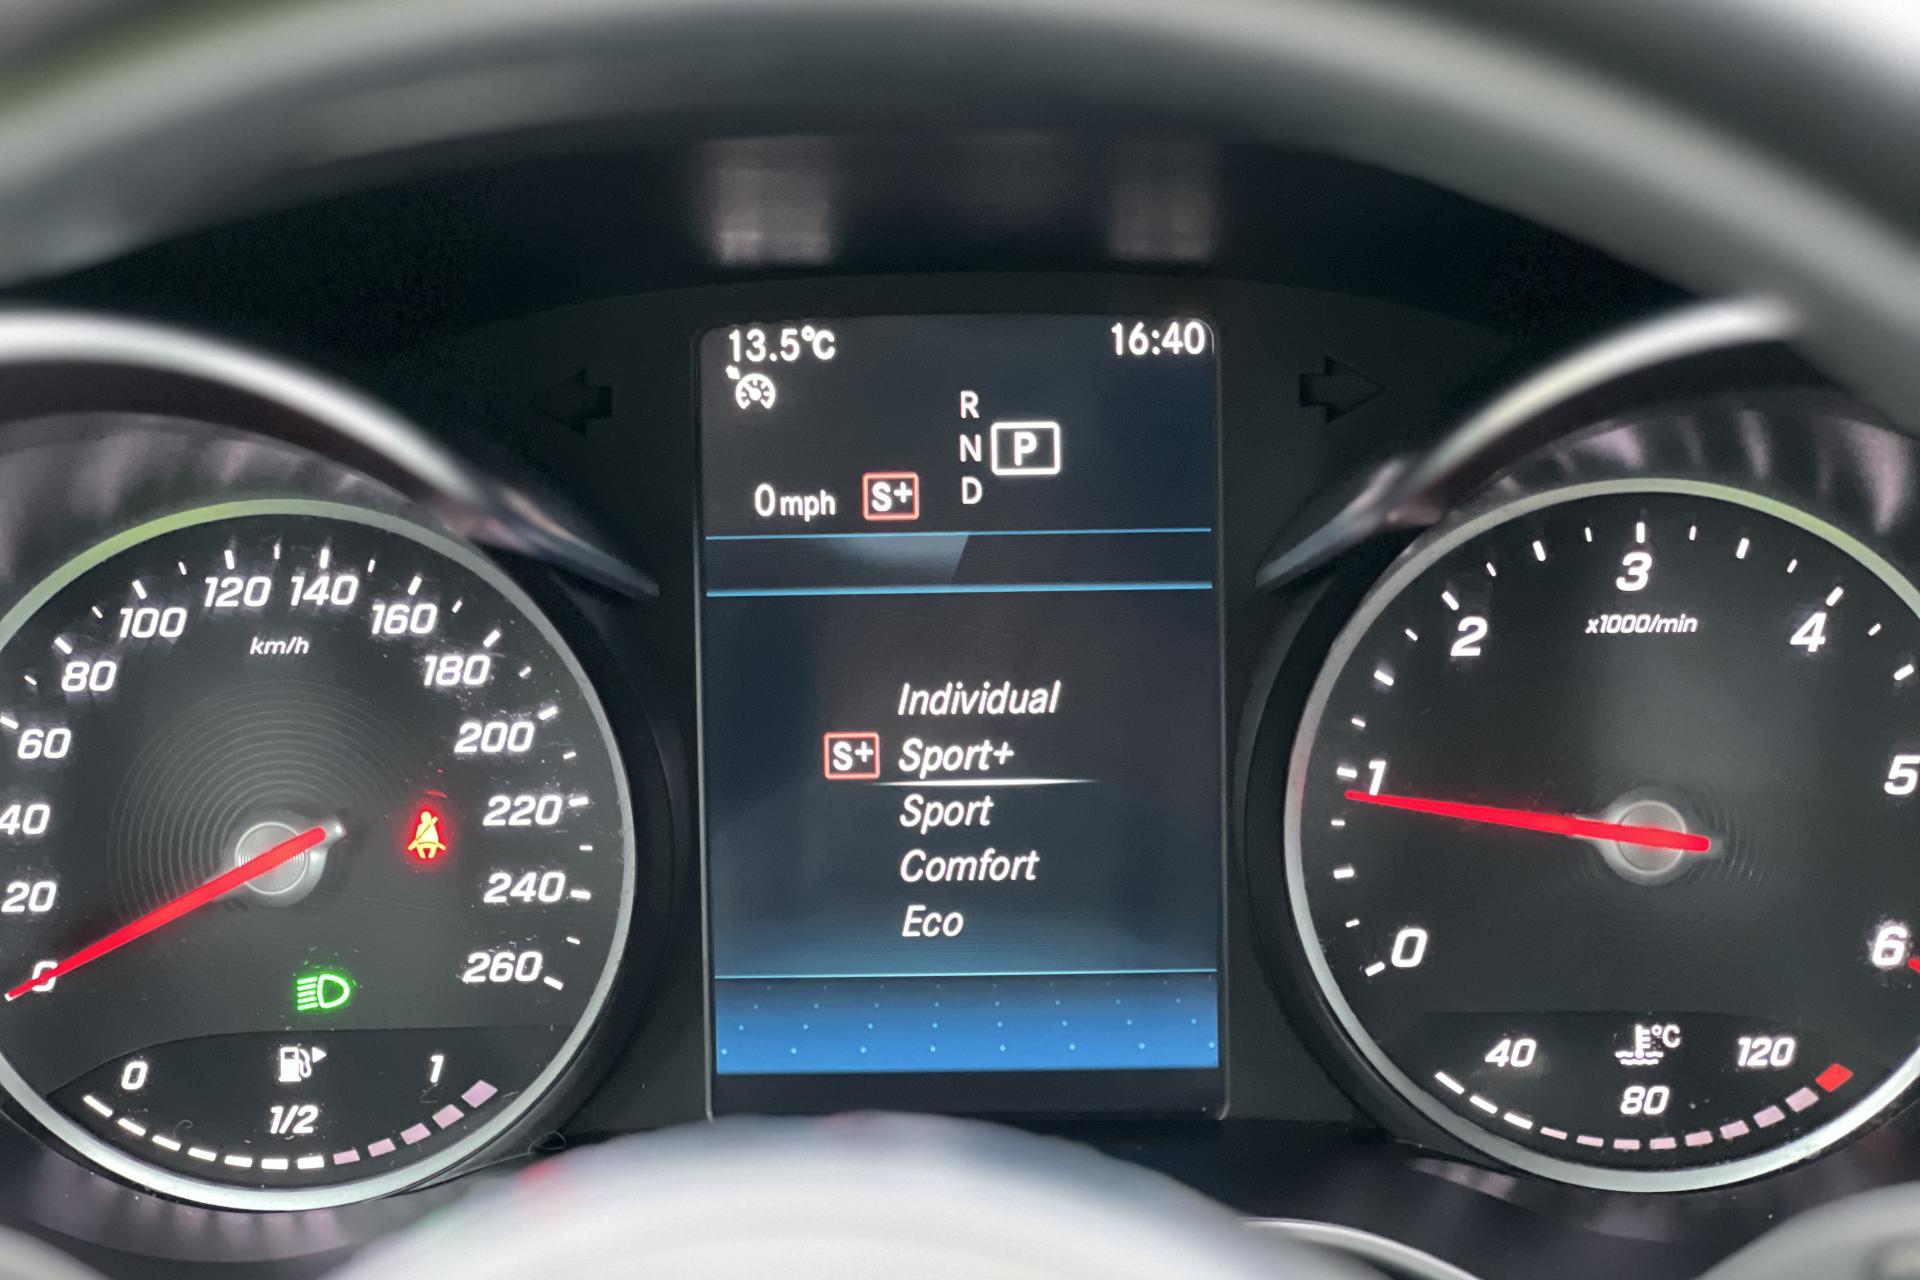 13.5°C 16:40
R
N P
0 mph S+ D
Individual
S+ Sport+
Sport
Comfort
Eco
0 20 40 60 80 100 120 140 160 180 200 220 240 260
km/h
0 1/2 1
0 1 2 3 4 5 6
x1000/min
40 80 120
°C